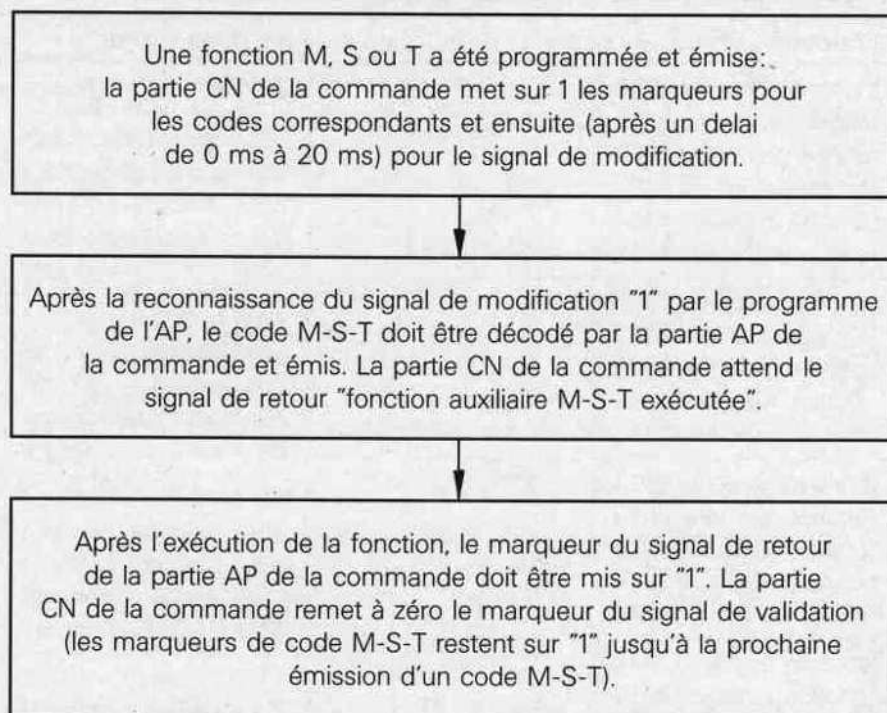 Une fonction M, S ou T a été programmée et émise:
la partie CN de la commande met sur 1 les marqueurs pour
les codes correspondants et ensuite (après un delai
de 0 ms à 20 ms) pour le signal de modification.
Après la reconnaissance du signal de modification "1" par le programme
de l'AP, le code M-S-T doit être décodé par la partie AP de
la commande et émis. La partie CN de la commande attend le
signal de retour "fonction auxiliaire M-S-T exécutée".
Après l'exécution de la fonction, le marqueur du signal de retour
de la partie AP de la commande doit être mis sur "1". La partie
CN de la commande remet à zéro le marqueur du signal de validation
(les marqueurs de code M-S-T restent sur "1" jusqu'à la prochaine
émission d'un code M-S-T).